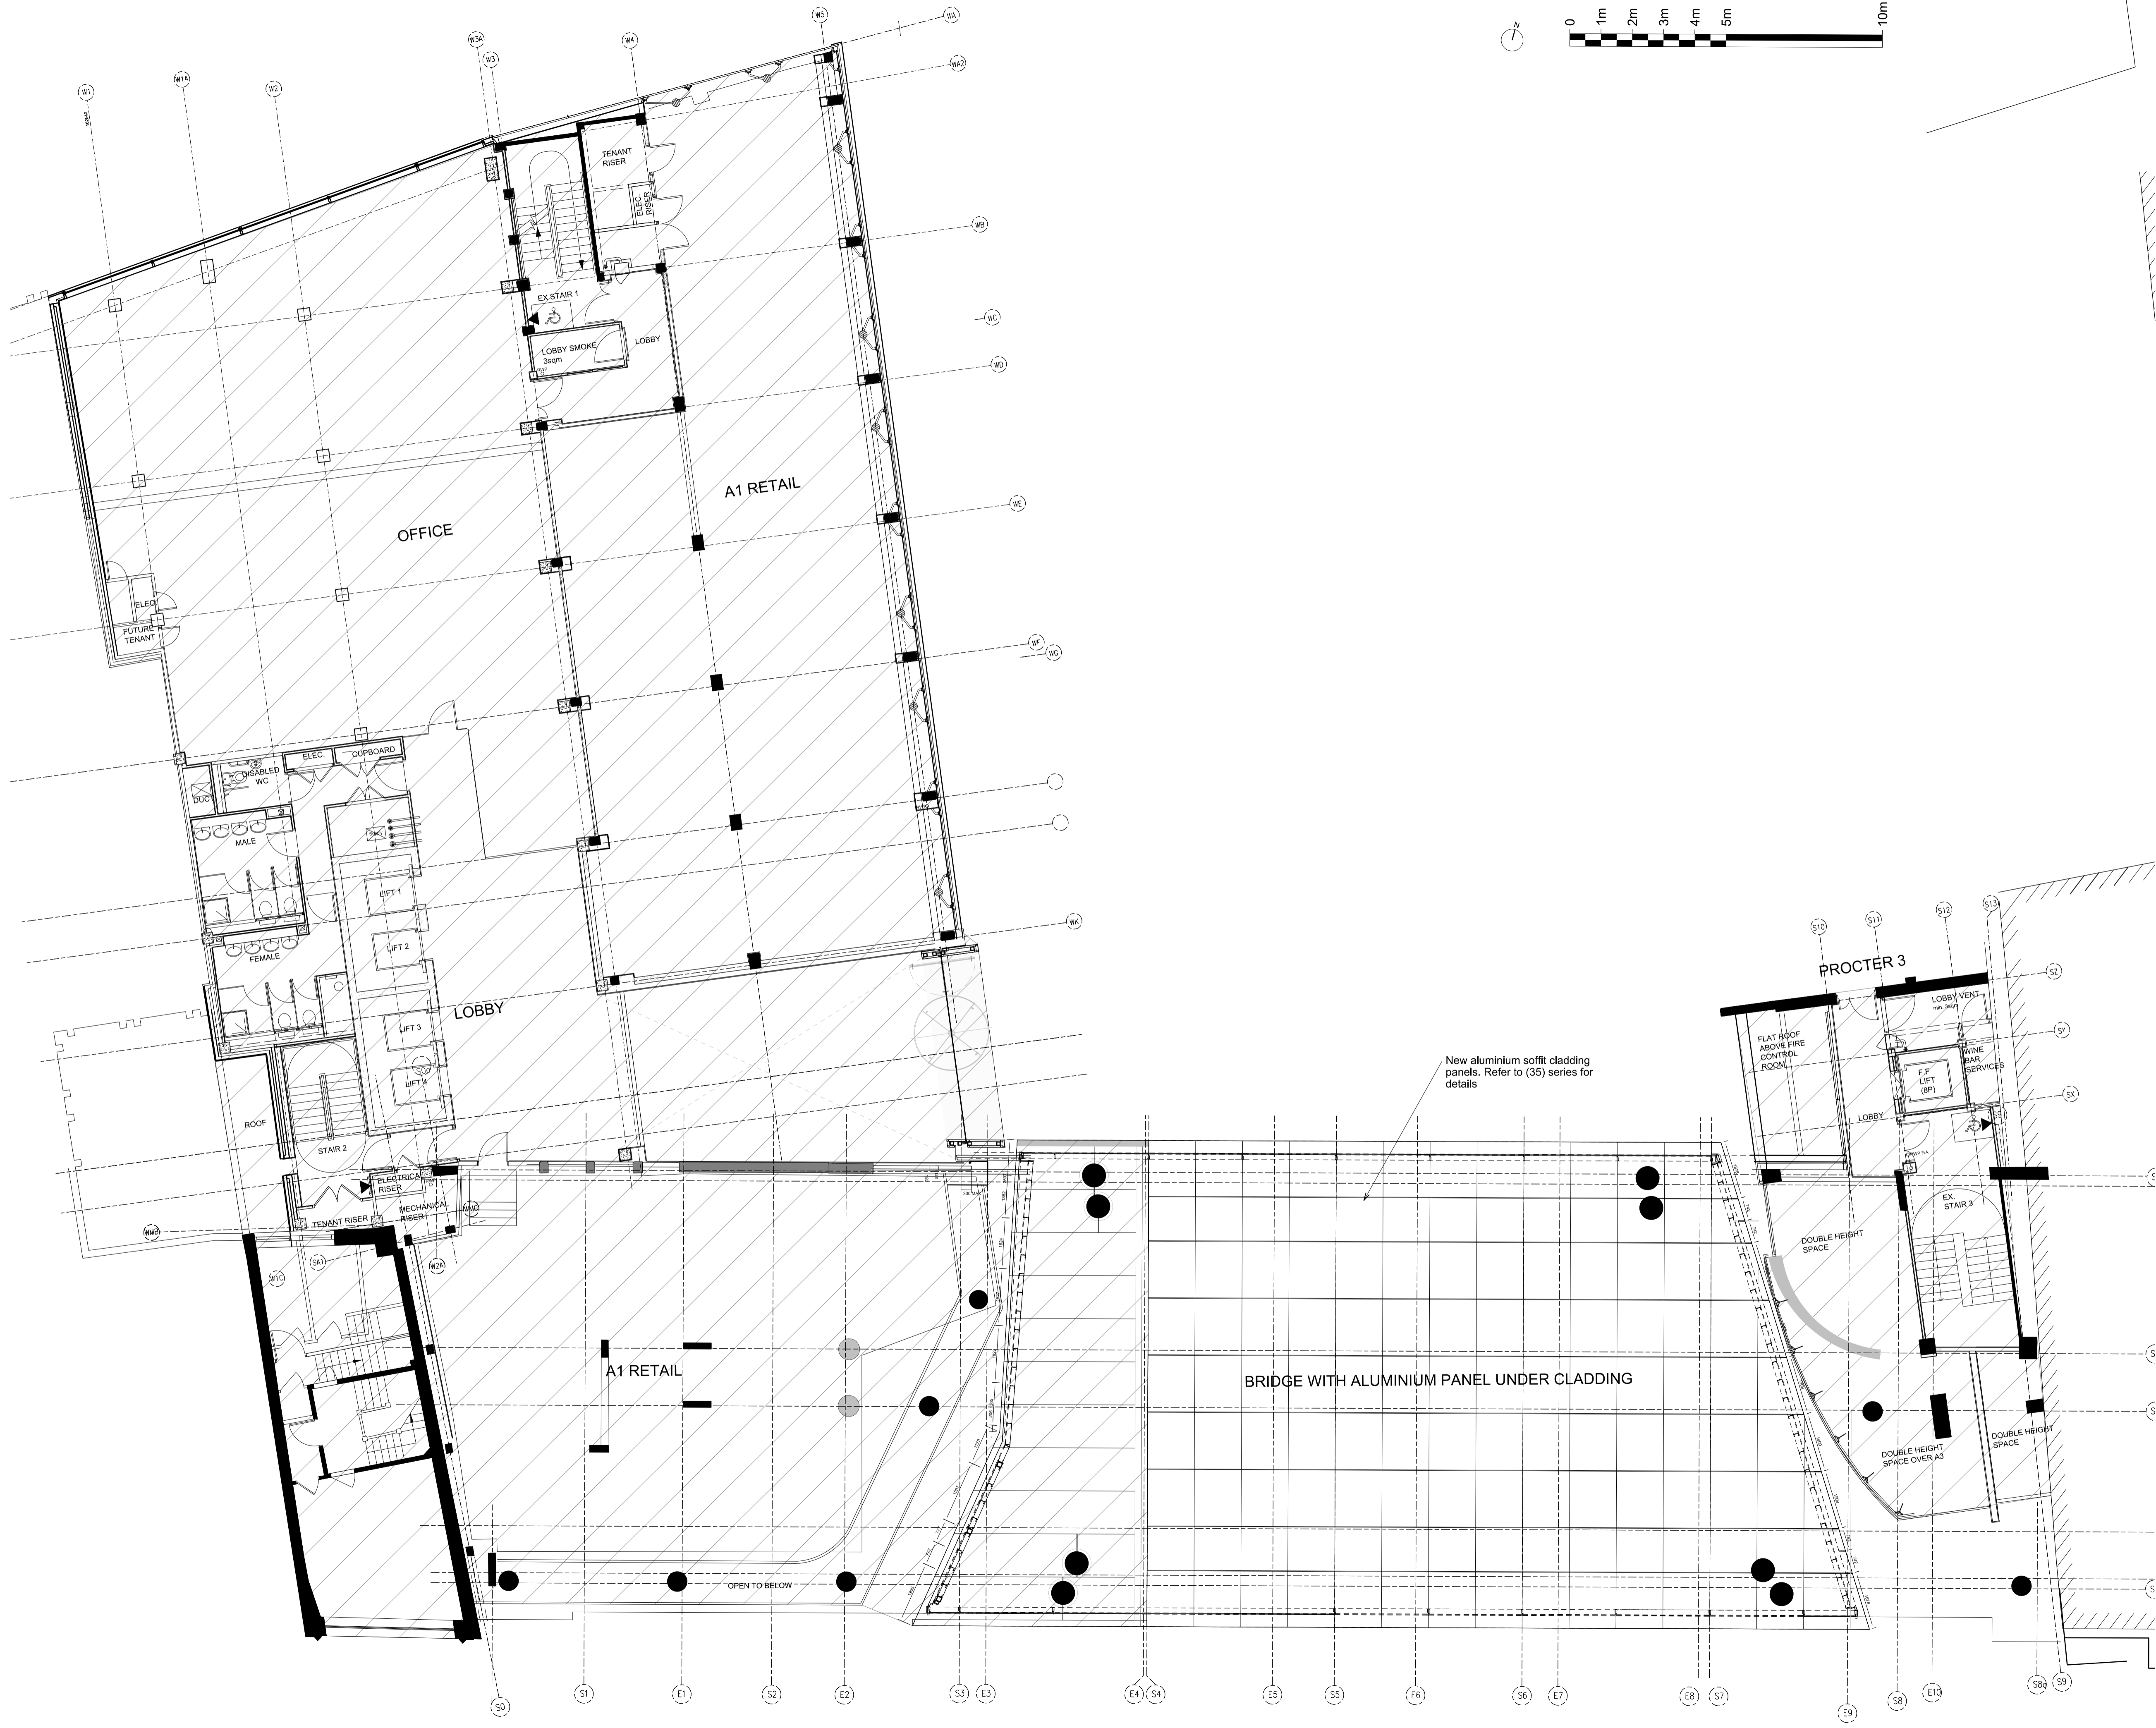 W5
WA
W3A
W4
W3
WA2
W1A
W2
W1
N
0
1m
2m
3m
4m
5m
10m
TENANT
RISER
ELEC.
RISER
WB
EX.STAIR 1
LOBBY SMOKE
3sqm
RWP
LOBBY
WC
WD
A1 RETAIL
WE
OFFICE
ELEC.
FUTURE
TENANT
WF
WG
ELEC.
CUPBOARD
DISABLED
WC
DUCT
MALE
LIFT 1
LIFT 2
FEMALE
WK
LIFT 3
LOBBY
LIFT 4
ROOF
STAIR 2
ELECTRICAL
RISER
MECHANICAL
RISER
TENANT RISER
WMB
WMC
SA1
W1C
W2A
A1 RETAIL
OPEN TO BELOW
New aluminium soffit cladding
panels. Refer to (35) series for
details
BRIDGE WITH ALUMINIUM PANEL UNDER CLADDING
S10
S11
S12
S13
PROCTER 3
SZ
LOBBY VENT
min. 3sqm
SY
FLAT ROOF
ABOVE FIRE
CONTROL
ROOM
WINE
BAR
SERVICES
F.F
LIFT
(8P)
SX
LOBBY
S9
EX.
STAIR 3
DOUBLE HEIGHT
SPACE
DOUBLE HEIGHT
SPACE OVER A3
DOUBLE HEIGHT
SPACE
S0
S1
E1
S2
E2
S3
E3
E4
S4
E5
S5
E6
S6
E7
E8
S7
E9
S8
E10
S8a
S9